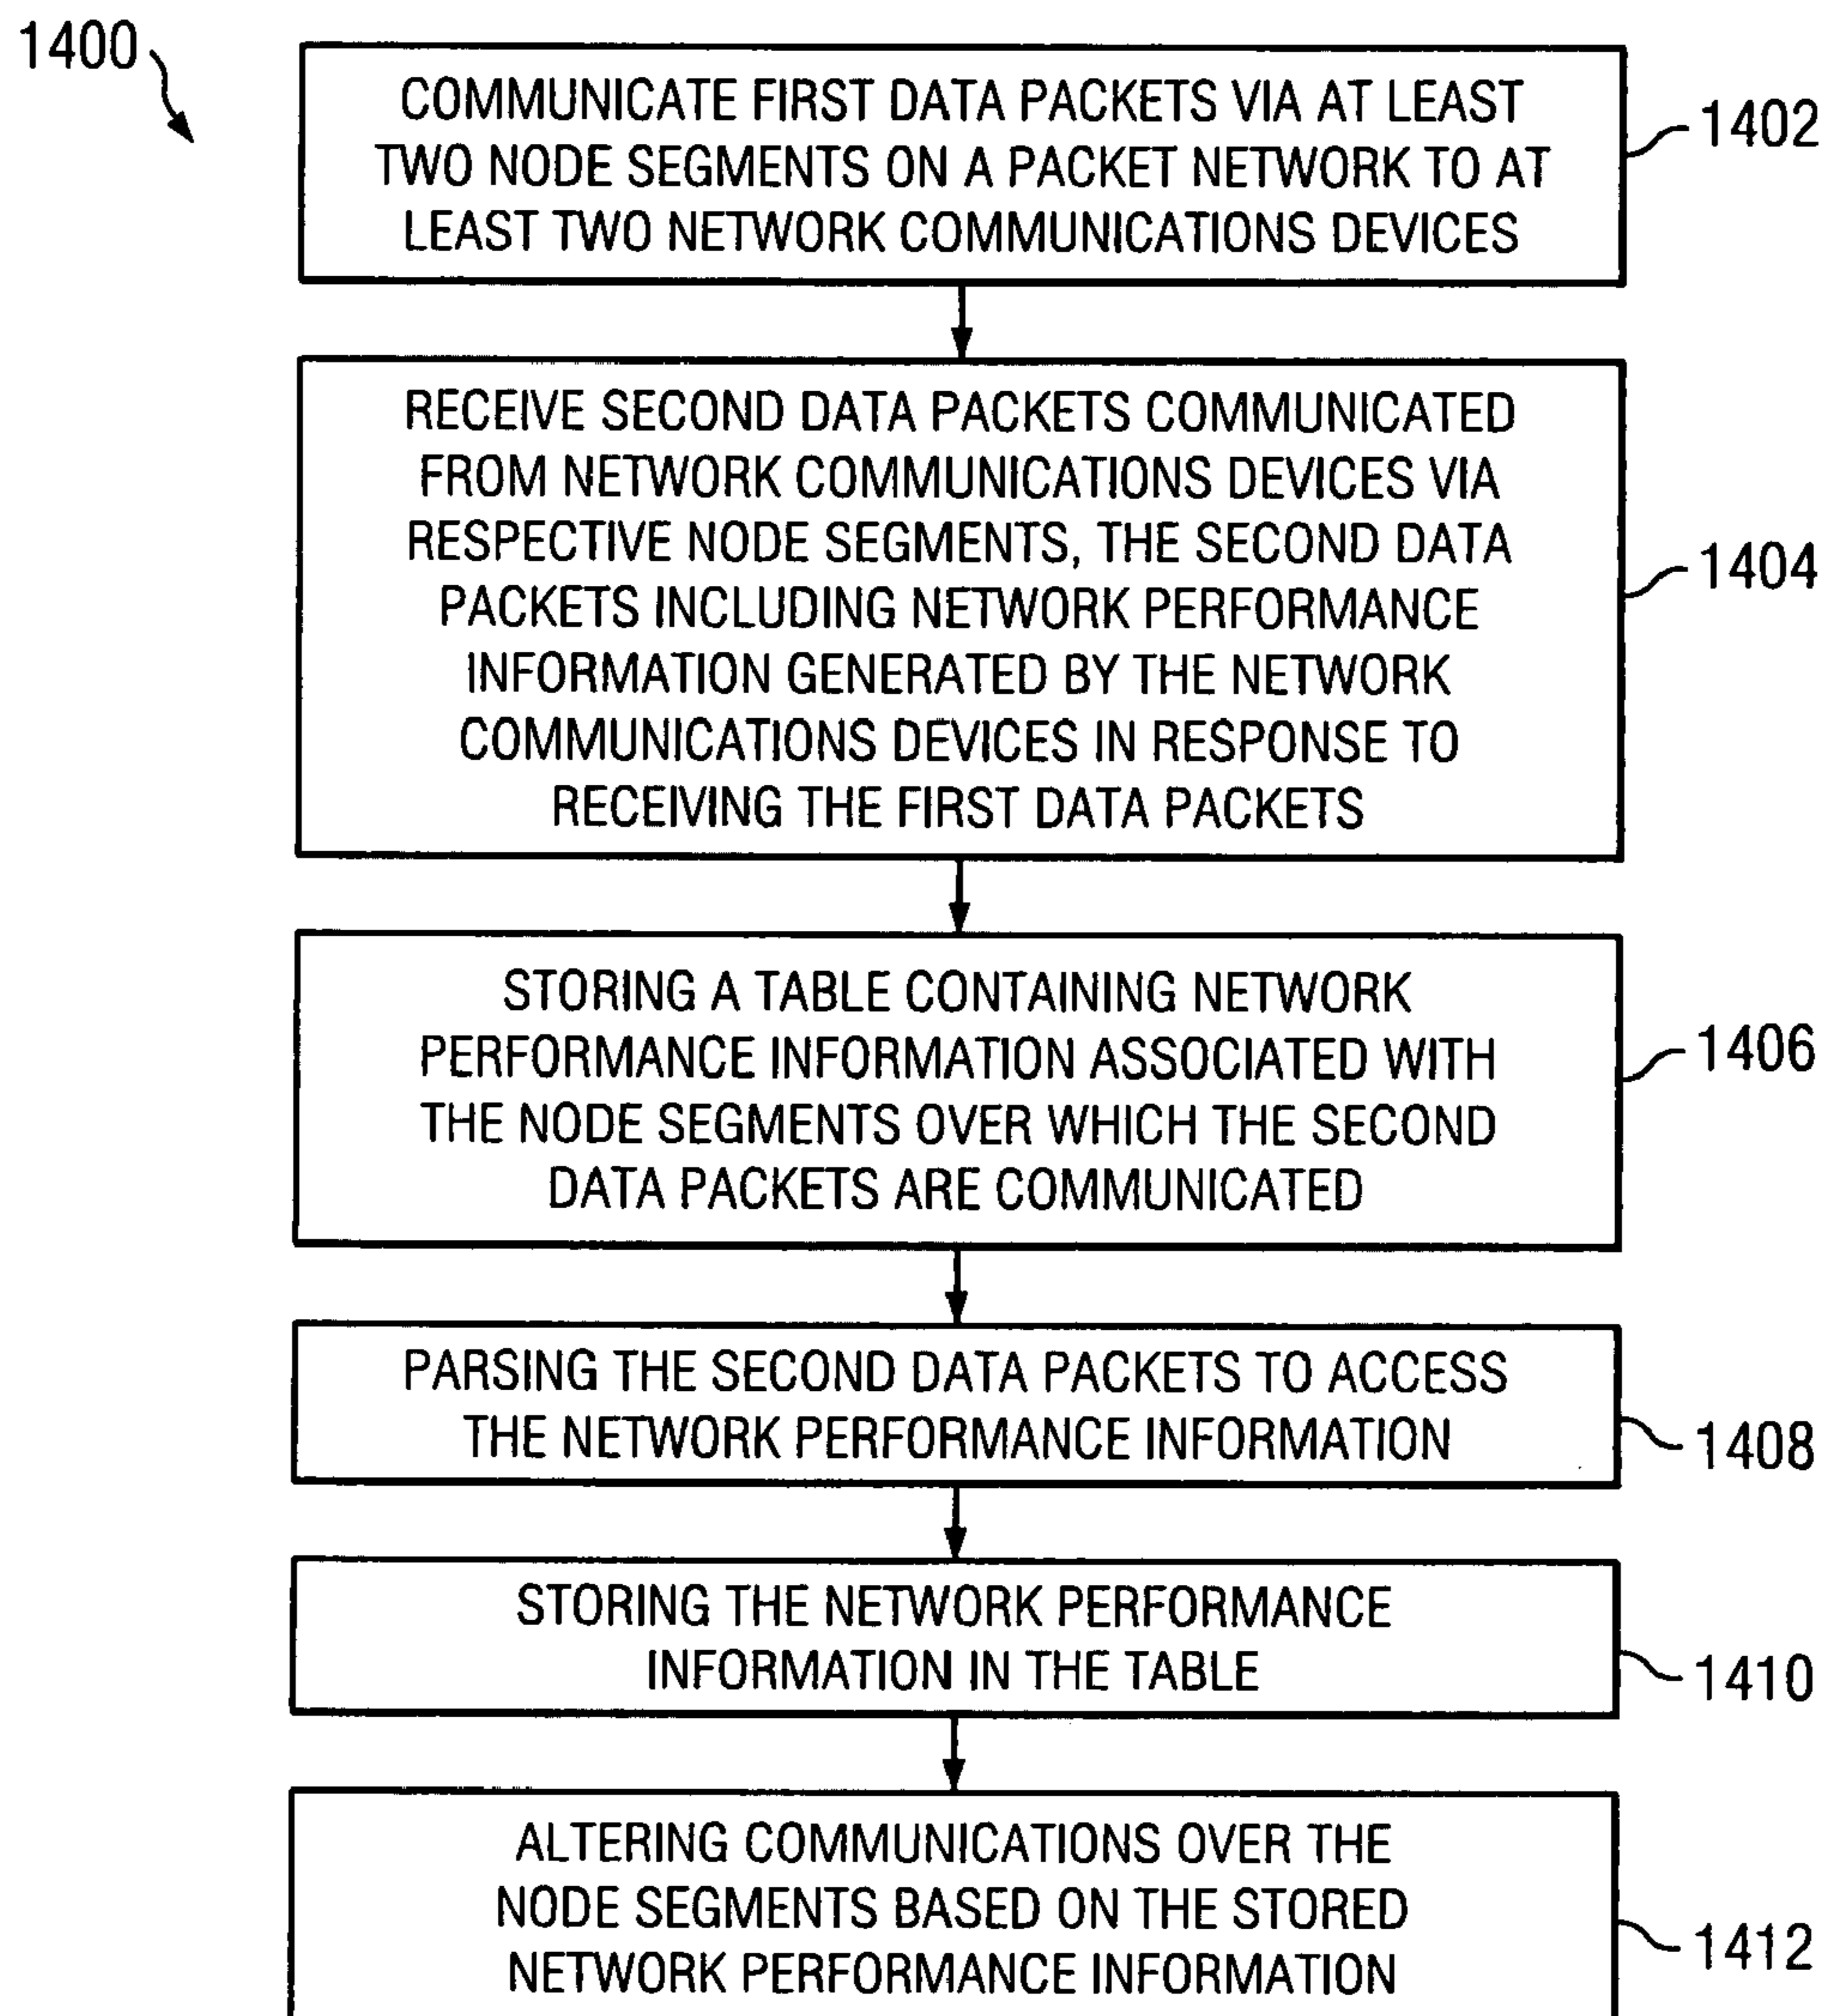 1400
COMMUNICATE FIRST DATA PACKETS VIA AT LEAST
TWO NODE SEGMENTS ON A PACKET NETWORK TO AT
LEAST TWO NETWORK COMMUNICATIONS DEVICES
1402
RECEIVE SECOND DATA PACKETS COMMUNICATED
FROM NETWORK COMMUNICATIONS DEVICES VIA
RESPECTIVE NODE SEGMENTS, THE SECOND DATA
PACKETS INCLUDING NETWORK PERFORMANCE
INFORMATION GENERATED BY THE NETWORK
COMMUNICATIONS DEVICES IN RESPONSE TO
RECEIVING THE FIRST DATA PACKETS
1404
STORING A TABLE CONTAINING NETWORK
PERFORMANCE INFORMATION ASSOCIATED WITH
THE NODE SEGMENTS OVER WHICH THE SECOND
DATA PACKETS ARE COMMUNICATED
1406
PARSING THE SECOND DATA PACKETS TO ACCESS
THE NETWORK PERFORMANCE INFORMATION
1408
STORING THE NETWORK PERFORMANCE
INFORMATION IN THE TABLE
1410
ALTERING COMMUNICATIONS OVER THE
NODE SEGMENTS BASED ON THE STORED
NETWORK PERFORMANCE INFORMATION
1412